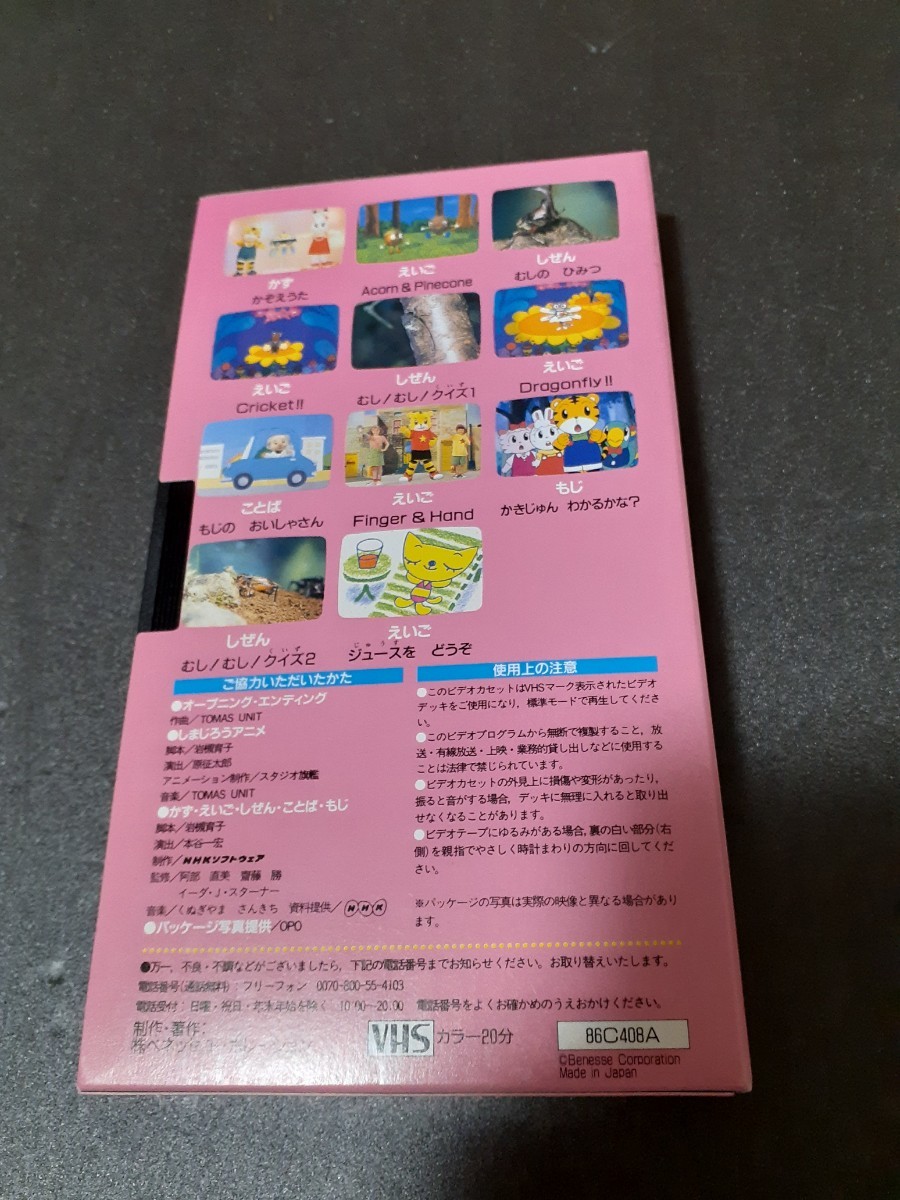 かず
かぞえうた
えいご
Acorn & Pinecone
しぜん
むしの ひみつ
えいご
Cricket!!
しぜん
むし!むし!クイズ1
くいず
えいご
Dragonfly!!
ことば
もじの おいしゃさん
えいご
Finger & Hand
もじ
かきじゅん わかるかな?
しぜん
むし!むし!クイズ2
くいず
えいご
ジュースを どうぞ
じゅうす
ご協力いただいたかた
●オープニング・エンディング
作曲/TOMAS UNIT
●しまじろうアニメ
脚本/岩槻育子
演出/原征太郎
アニメーション制作/スタジオ旗艦
音楽/TOMAS UNIT
●かず・えいご・しぜん・ことば・もじ
脚本/岩槻育子
演出/本谷一宏
制作/NHKソフトウェア
監修/阿部 直美 齋藤 勝
イーダ・J・スターナー
音楽/くぬぎやま さんきち 資料提供/NHK
●パッケージ写真提供/OPO
使用上の注意
●このビデオカセットはVHSマーク表示されたビデオ
デッキをご使用になり,標準モードで再生してくださ
い。
●このビデオプログラムから無断で複製すること,放
送・有線放送・上映・業務的貸し出しなどに使用する
ことは法律で禁じられています。
●ビデオカセットの外見上に損傷や変形があったり,
振ると音がする場合,デッキに無理に入れると取り出
せなくなることがあります。
●ビデオテープにゆるみがある場合,裏の白い部分(右
側)を親指でやさしく時計まわりの方向に回してくだ
さい。
※パッケージの写真は実際の映像と異なる場合があり
ます。
●万一,不良・不調などがございましたら,下記の電話番号までお知らせください。お取り替えいたします。
電話番号(通話無料):フリーフォン 0070-800-55-4103
電話受付:日曜・祝日・年末年始を除く 10:00~20:00 電話番号をよくお確かめのうえおかけください。
制作・著作:
VHS カラー20分
86C408A
©Benesse Corporation
Made in Japan